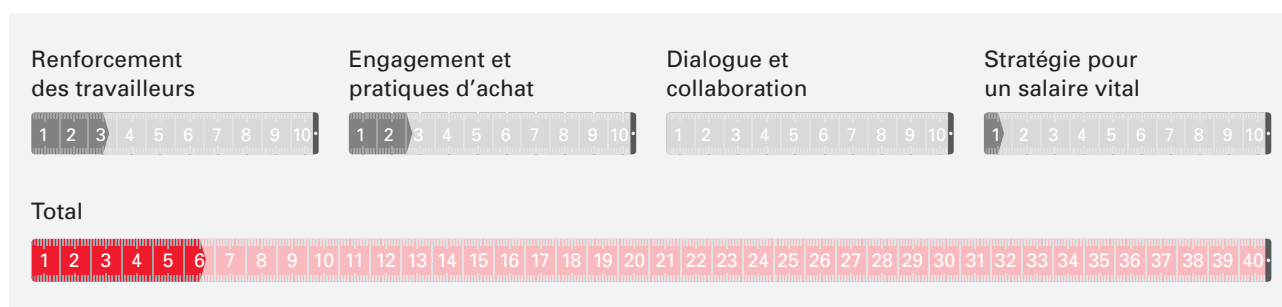 Renforcement
des travailleurs
1 2 3 4 5 6 7 8 9 10
Engagement et
pratiques d’achat
1 2 3 4 5 6 7 8 9 10
Dialogue et
collaboration
1 2 3 4 5 6 7 8 9 10
Stratégie pour
un salaire vital
1 2 3 4 5 6 7 8 9 10
Total
1 2 3 4 5 6 7 8 9 10 11 12 13 14 15 16 17 18 19 20 21 22 23 24 25 26 27 28 29 30 31 32 33 34 35 36 37 38 39 40